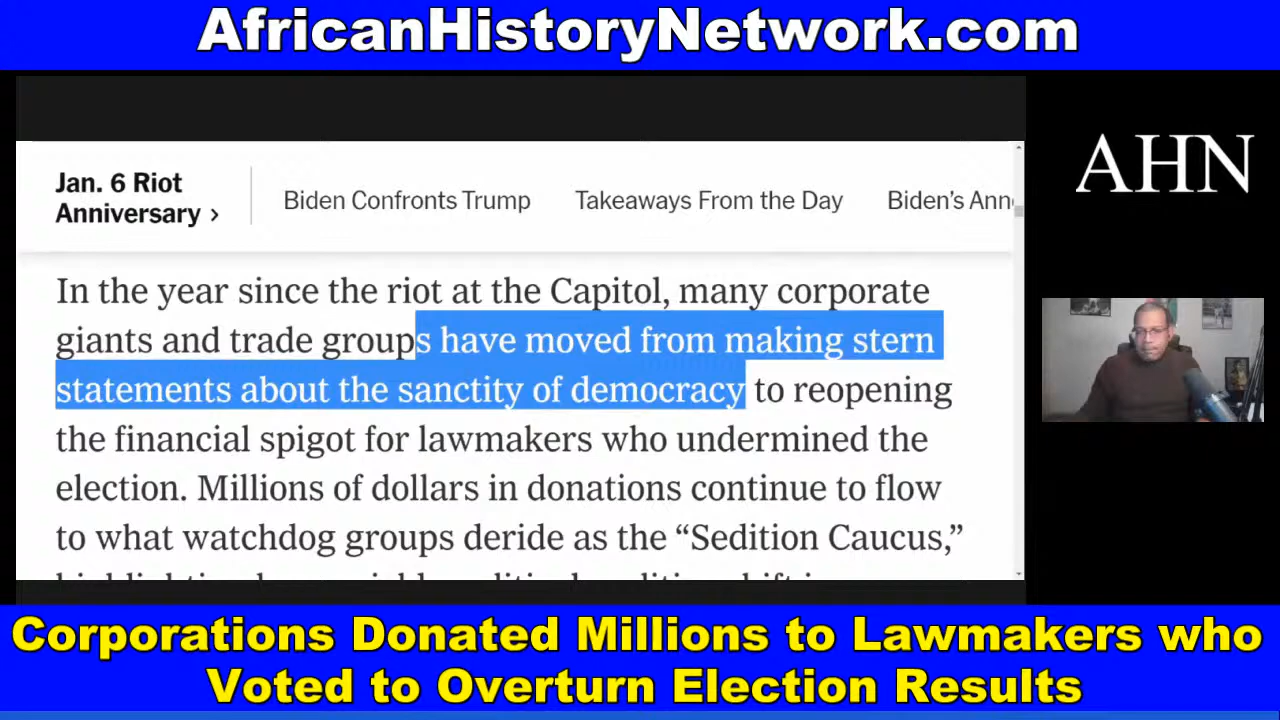 AfricanHistoryNetwork.com
AHN
Jan. 6 Riot
Anniversary ›
Biden Confronts Trump
Takeaways From the Day
Biden's Ann
In the year since the riot at the Capitol, many corporate
giants and trade groups have moved from making stern
statements about the sanctity of democracy to reopening
the financial spigot for lawmakers who undermined the
election. Millions of dollars in donations continue to flow
to what watchdog groups deride as the “Sedition Caucus,”
Corporations Donated Millions to Lawmakers who
Voted to Overturn Election Results